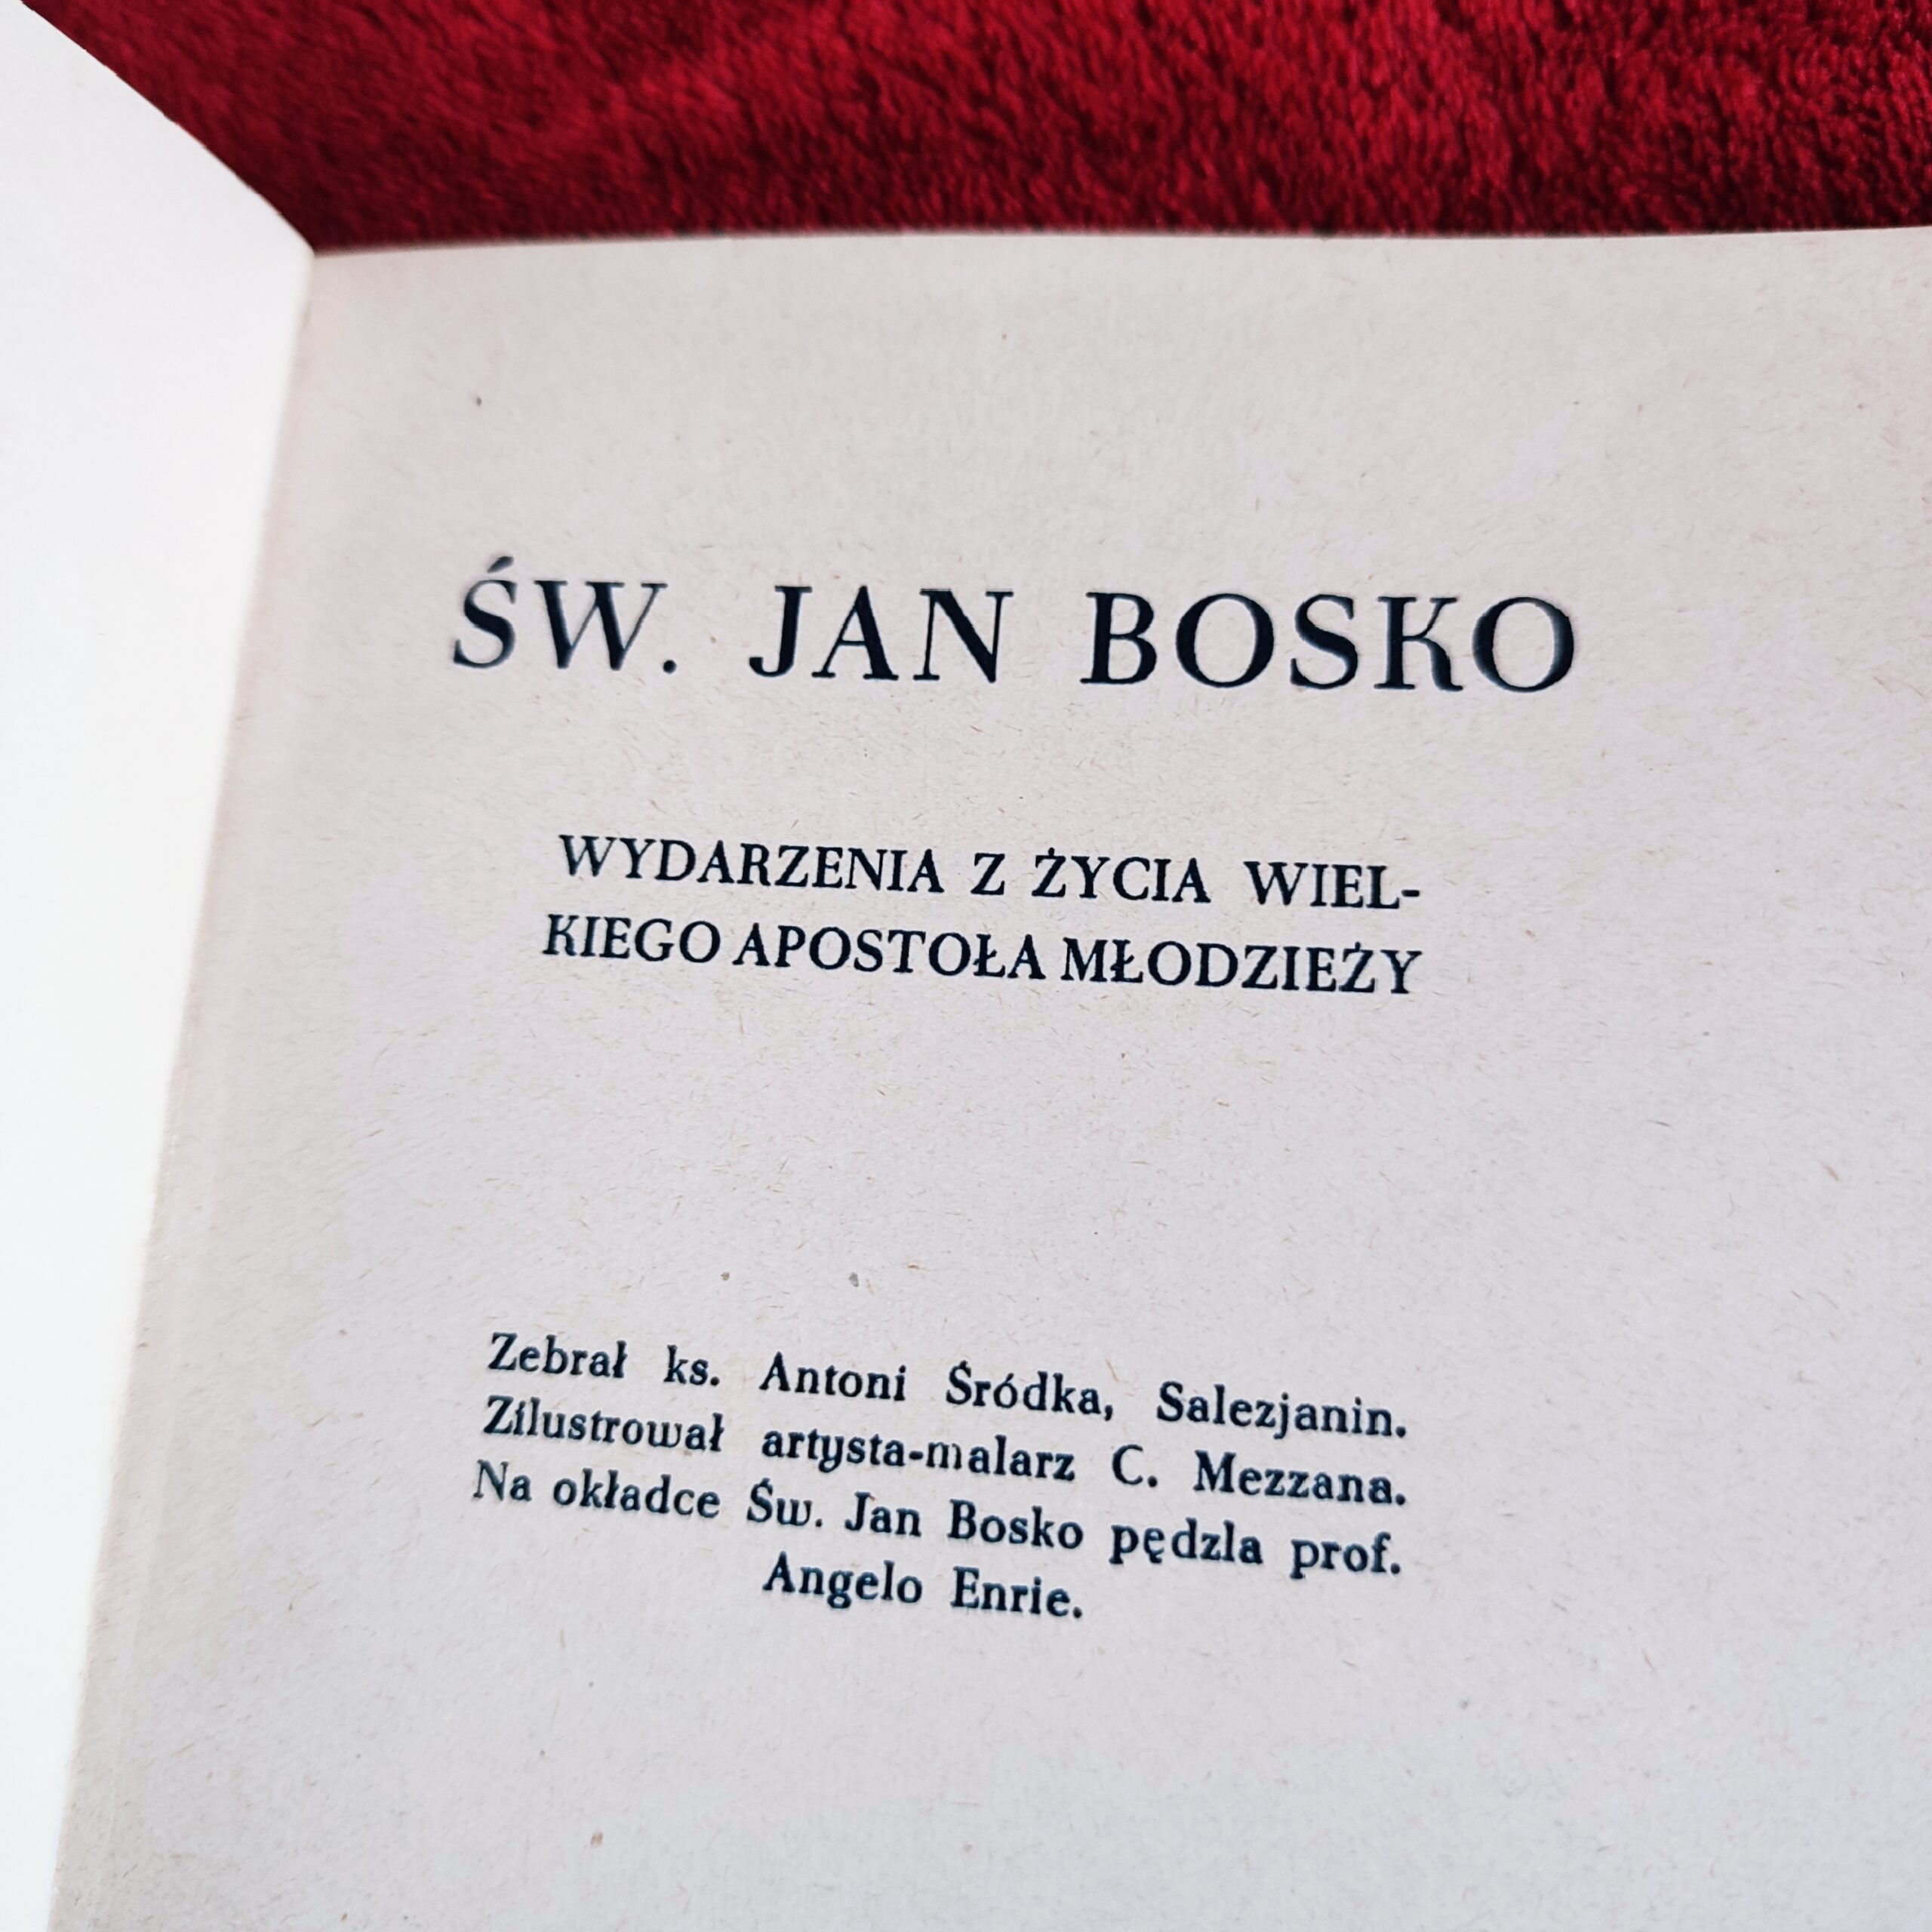 ŚW. JAN BOSKO
WYDARZENIA Z ŻYCIA WIEL-
KIEGO APOSTOŁA MŁODZIEŻY
Zebrał ks. Antoni Śródka, Salezjanin.
Zilustrował artysta-malarz C. Mezzana.
Na okładce Św. Jan Bosko pędzla prof.
Angelo Enrie.